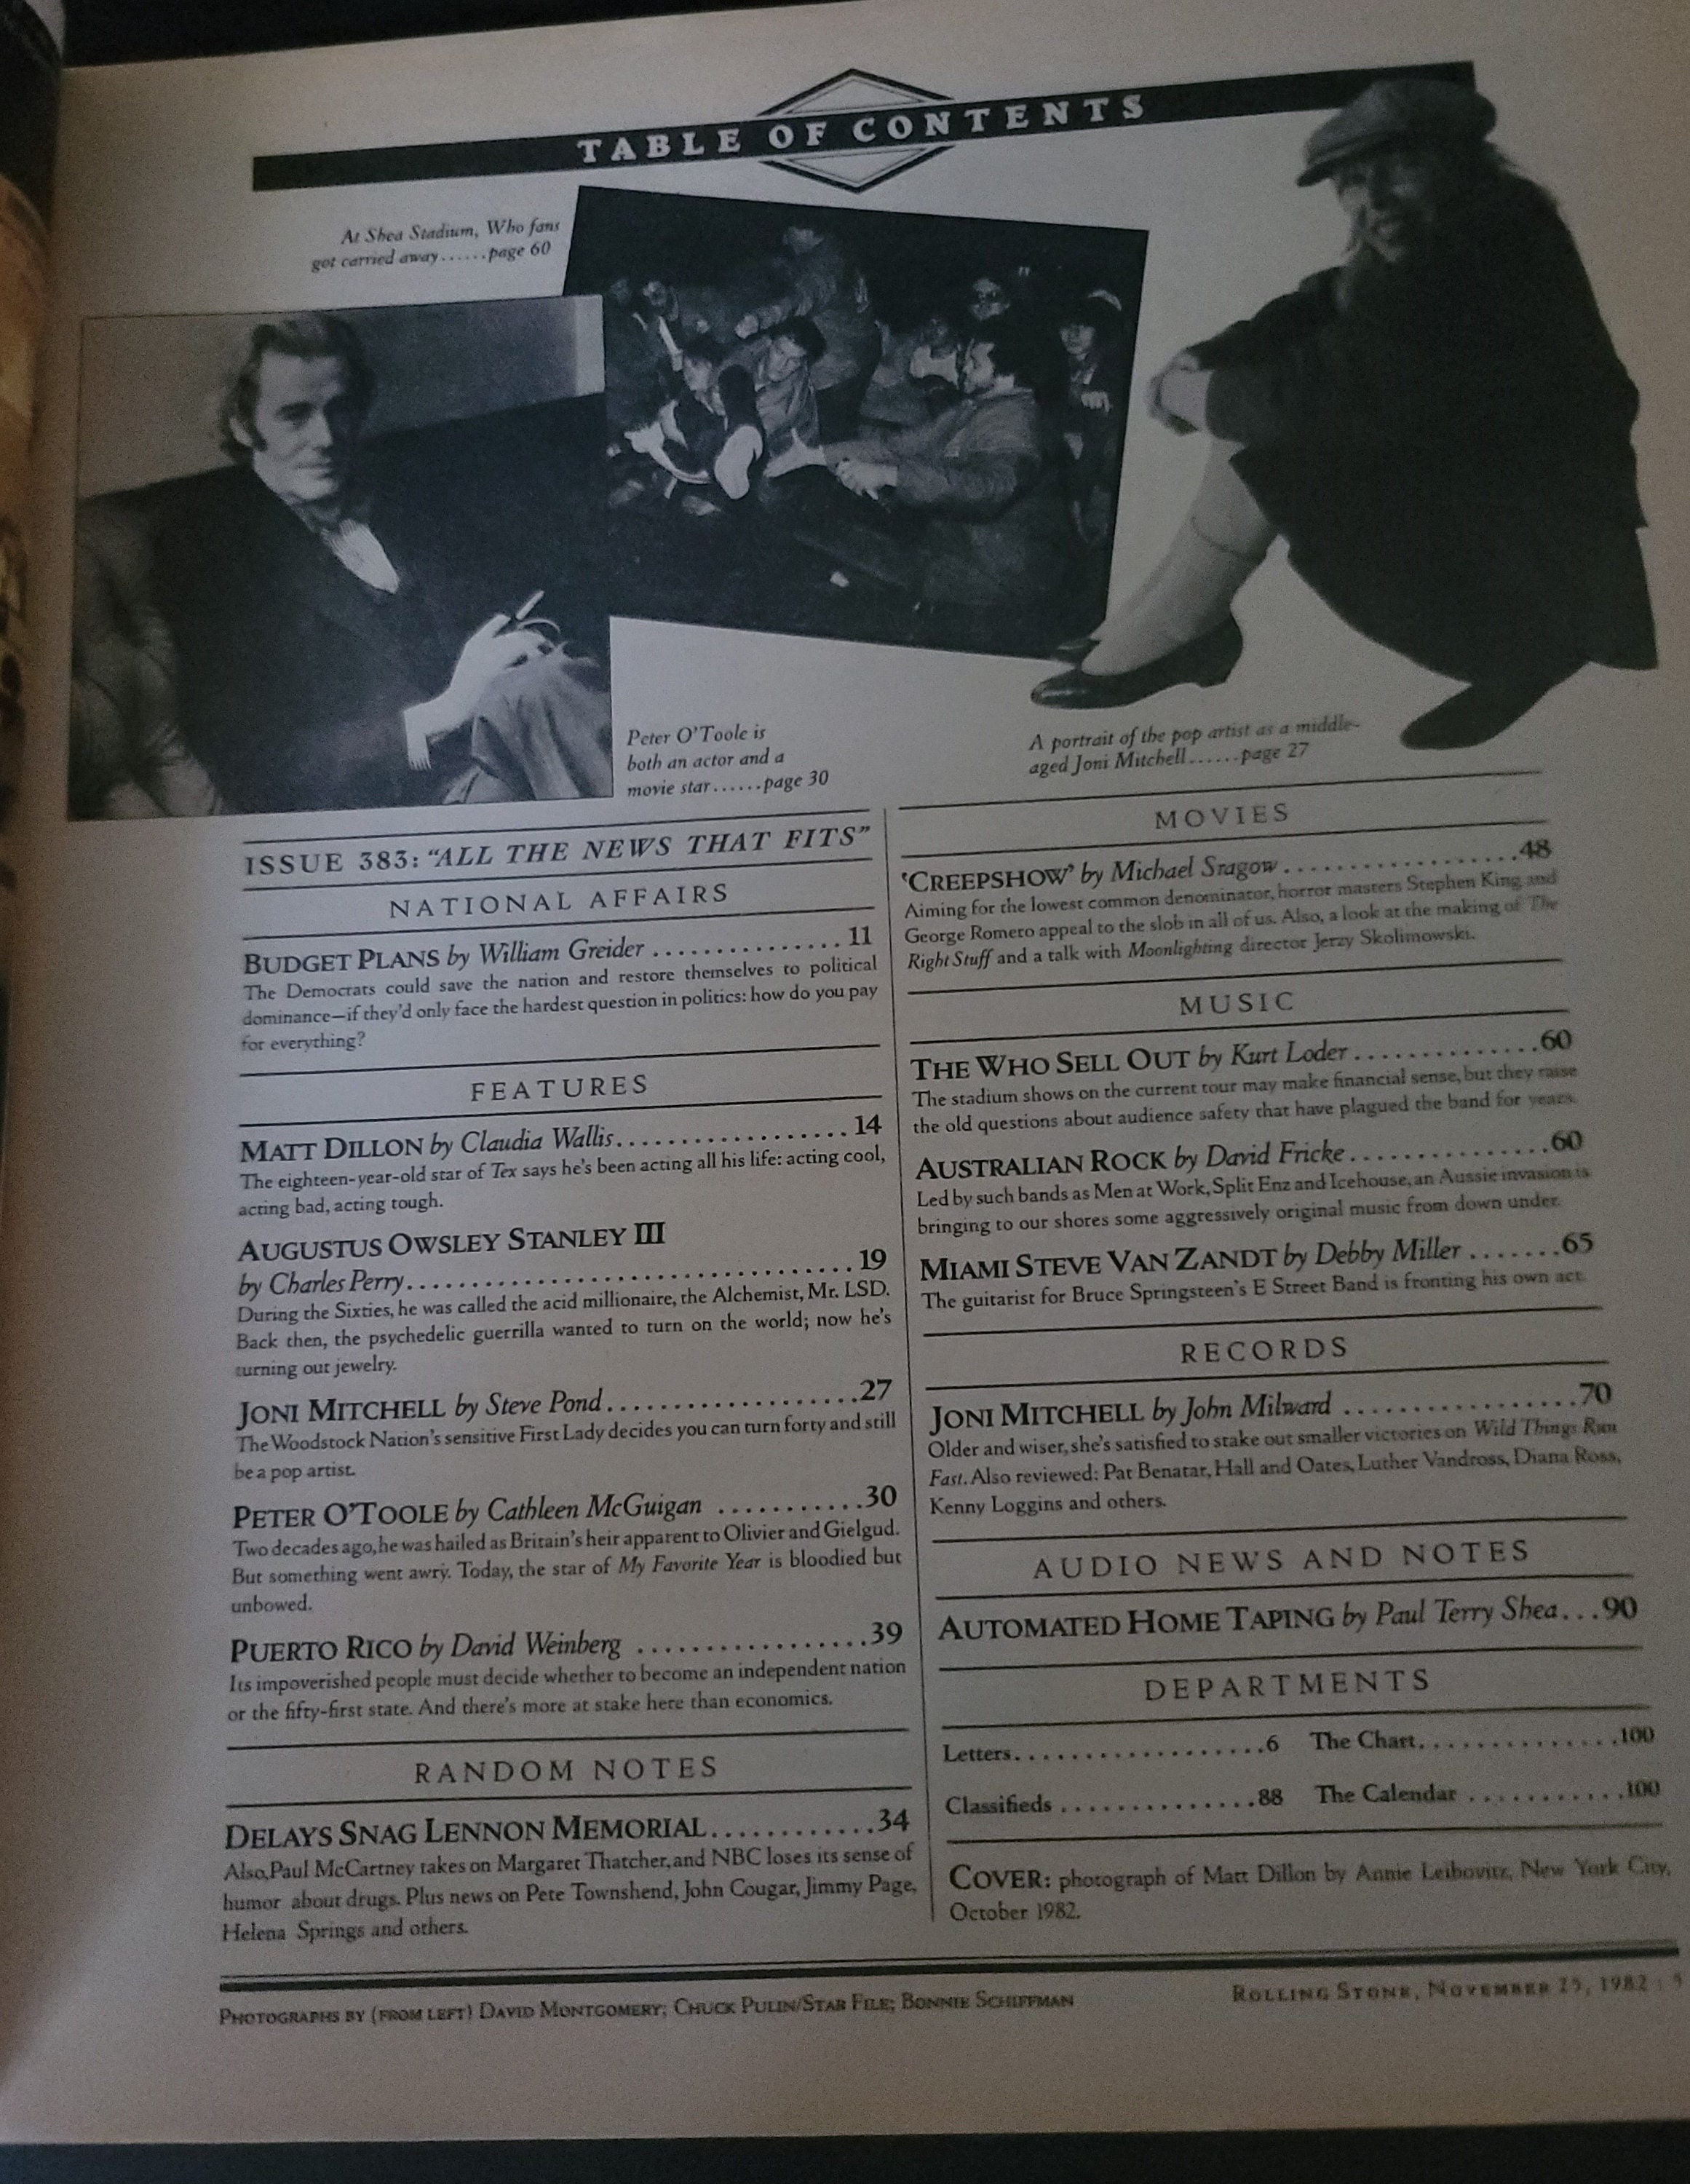 TABLE OF CONTENTS
At Shea Stadium, Who fans
got carried away......page 60
Peter O'Toole is
both an actor and a
movie star......page 30
A portrait of the pop artist as a middle-
aged Joni Mitchell......page 27
ISSUE 383: “ALL THE NEWS THAT FITS”
NATIONAL AFFAIRS
BUDGET PLANS by William Greider ............... 11
The Democrats could save the nation and restore themselves to political
dominance—if they'd only face the hardest question in politics: how do you pay
for everything?
FEATURES
MATT DILLON by Claudia Wallis.................. 14
The eighteen-year-old star of Tex says he's been acting all his life: acting cool,
acting bad, acting tough.
AUGUSTUS OWSLEY STANLEY III
by Charles Perry.................................. 19
During the Sixties, he was called the acid millionaire, the Alchemist, Mr. LSD.
Back then, the psychedelic guerrilla wanted to turn on the world; now he's
turning out jewelry.
JONI MITCHELL by Steve Pond....................27
The Woodstock Nation's sensitive First Lady decides you can turn forty and still
be a pop artist.
PETER O'TOOLE by Cathleen McGuigan ...........30
Two decades ago, he was hailed as Britain's heir apparent to Olivier and Gielgud.
But something went awry. Today, the star of My Favorite Year is bloodied but
unbowed.
PUERTO RICO by David Weinberg .................39
Its impoverished people must decide whether to become an independent nation
or the fifty-first state. And there's more at stake here than economics.
RANDOM NOTES
DELAYS SNAG LENNON MEMORIAL............34
Also, Paul McCartney takes on Margaret Thatcher, and NBC loses its sense of
humor about drugs. Plus news on Pete Townshend, John Cougar, Jimmy Page,
Helena Springs and others.
MOVIES
‘CREEPSHOW’ by Michael Sragow..................48
Aiming for the lowest common denominator, horror masters Stephen King and
George Romero appeal to the slob in all of us. Also, a look at the making of The
Right Stuff and a talk with Moonlighting director Jerzy Skolimowski.
MUSIC
THE WHO SELL OUT by Kurt Loder ..............60
The stadium shows on the current tour may make financial sense, but they raise
the old questions about audience safety that have plagued the band for years.
AUSTRALIAN ROCK by David Fricke...............60
Led by such bands as Men at Work, Split Enz and Icehouse, an Aussie invasion is
bringing to our shores some aggressively original music from down under.
MIAMI STEVE VAN ZANDT by Debby Miller .......65
The guitarist for Bruce Springsteen's E Street Band is fronting his own act.
RECORDS
JONI MITCHELL by John Milward .................70
Older and wiser, she's satisfied to stake out smaller victories on Wild Things Run
Fast. Also reviewed: Pat Benatar, Hall and Oates, Luther Vandross, Diana Ross,
Kenny Loggins and others.
AUDIO NEWS AND NOTES
AUTOMATED HOME TAPING by Paul Terry Shea...90
DEPARTMENTS
Letters...................6 The Chart...............100
Classifieds ...............88 The Calendar ............100
COVER: photograph of Matt Dillon by Annie Leibovitz, New York City,
October 1982.
PHOTOGRAPHS BY (FROM LEFT) DAVID MONTGOMERY; CHUCK PULIN/STAR FILE; BONNIE SCHIFFMAN
ROLLING STONE, NOVEMBER 25, 1982 : 5